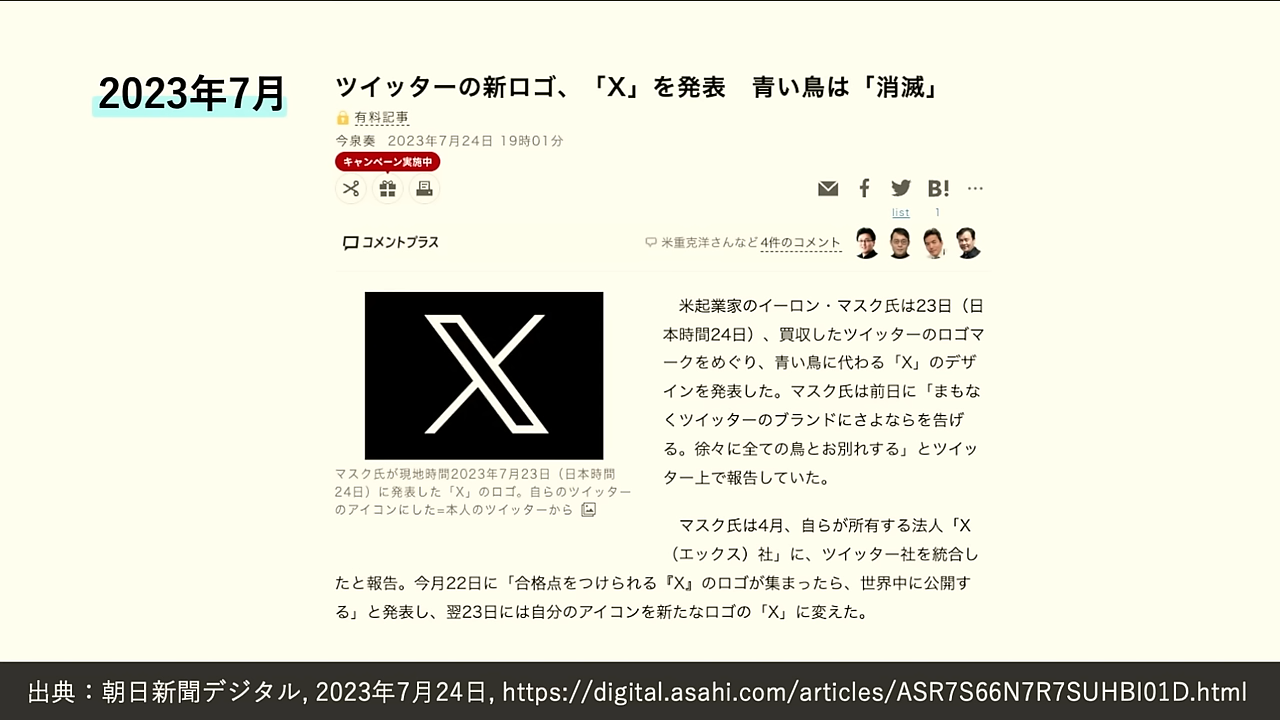 2023年7月
ツイッターの新ロゴ、「X」を発表　青い鳥は「消滅」
有料記事
今泉奏　2023年7月24日 19時01分
キャンペーン実施中
B!
list
1
コメントプラス
米重克洋さんなど4件のコメント
米起業家のイーロン・マスク氏は23日（日
本時間24日）、買収したツイッターのロゴマ
ークをめぐり、青い鳥に代わる「X」のデザ
インを発表した。マスク氏は前日に「まもな
くツイッターのブランドにさよならを告げ
る。徐々に全ての鳥とお別れする」とツイッ
ター上で報告していた。
マスク氏が現地時間2023年7月23日（日本時間
24日）に発表した「X」のロゴ。自らのツイッター
のアイコンにした=本人のツイッターから
マスク氏は4月、自らが所有する法人「X
（エックス）社」に、ツイッター社を統合し
たと報告。今月22日に「合格点をつけられる『X』のロゴが集まったら、世界中に公開す
る」と発表し、翌23日には自分のアイコンを新たなロゴの「X」に変えた。
出典：朝日新聞デジタル, 2023年7月24日, https://digital.asahi.com/articles/ASR7S66N7R7SUHBI01D.html